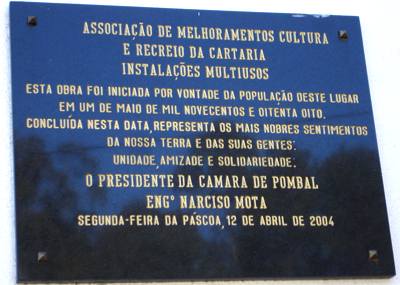 ASSOCIAÇÃO DE MELHORAMENTOS CULTURA
E RECREIO DA CARTARIA
INSTALAÇÕES MULTIUSOS
ESTA OBRA FOI INICIADA POR VONTADE DA POPULAÇÃO DESTE LUGAR
EM UM DE MAIO DE MIL NOVECENTOS E OITENTA OITO.
CONCLUÍDA NESTA DATA, REPRESENTA OS MAIS NOBRES SENTIMENTOS
DA NOSSA TERRA E DAS SUAS GENTES:
UNIDADE, AMIZADE E SOLIDARIEDADE.
O PRESIDENTE DA CAMARA DE POMBAL
ENGº NARCISO MOTA
SEGUNDA-FEIRA DA PÁSCOA, 12 DE ABRIL DE 2004